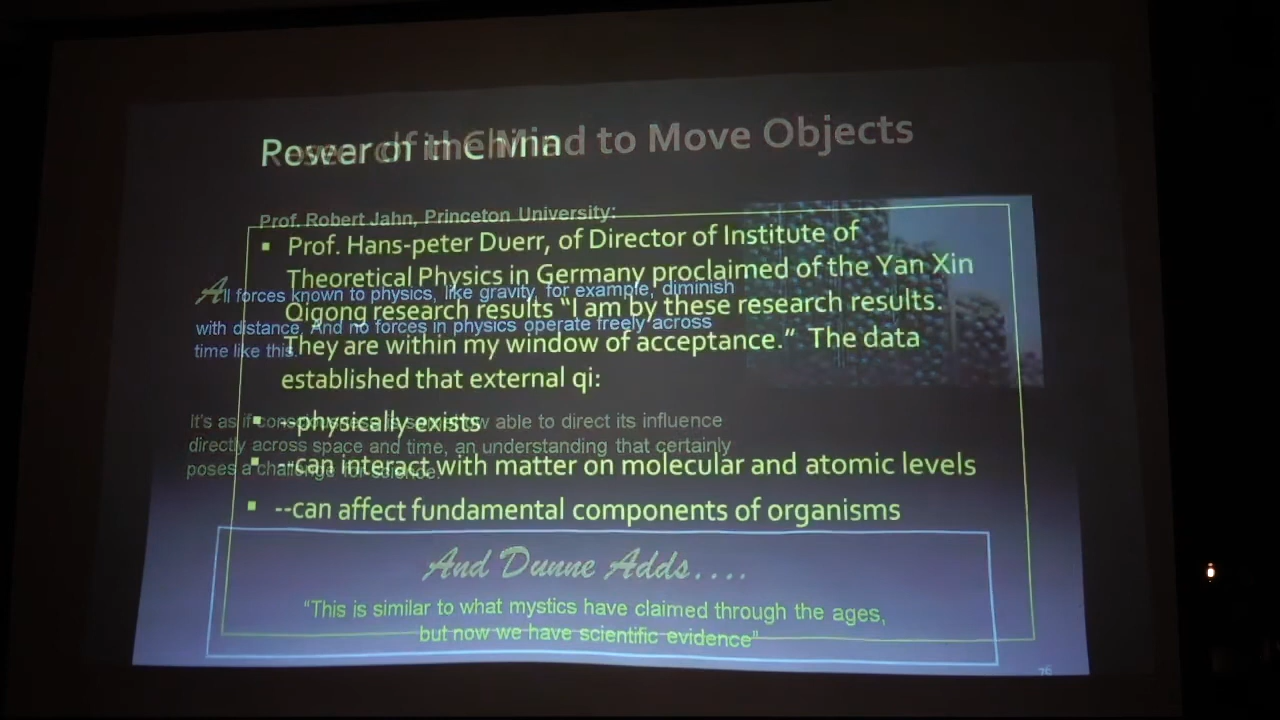 Research in China
Power of the Mind to Move Objects
Prof. Robert Jahn, Princeton University:
▪ Prof. Hans-peter Duerr, of Director of Institute of
Theoretical Physics in Germany proclaimed of the Yan Xin
Qigong research results “I am by these research results.
They are within my window of acceptance.” The data
established that external qi:
▪ --physically exists
▪ --can interact with matter on molecular and atomic levels
▪ --can affect fundamental components of organisms
All forces known to physics, like gravity, for example, diminish
with distance. And no forces in physics operate freely across
time like this.
It's as if consciousness is somehow able to direct its influence
directly across space and time, an understanding that certainly
poses a challenge for science.
And Dunne Adds....
“This is similar to what mystics have claimed through the ages,
but now we have scientific evidence”
76